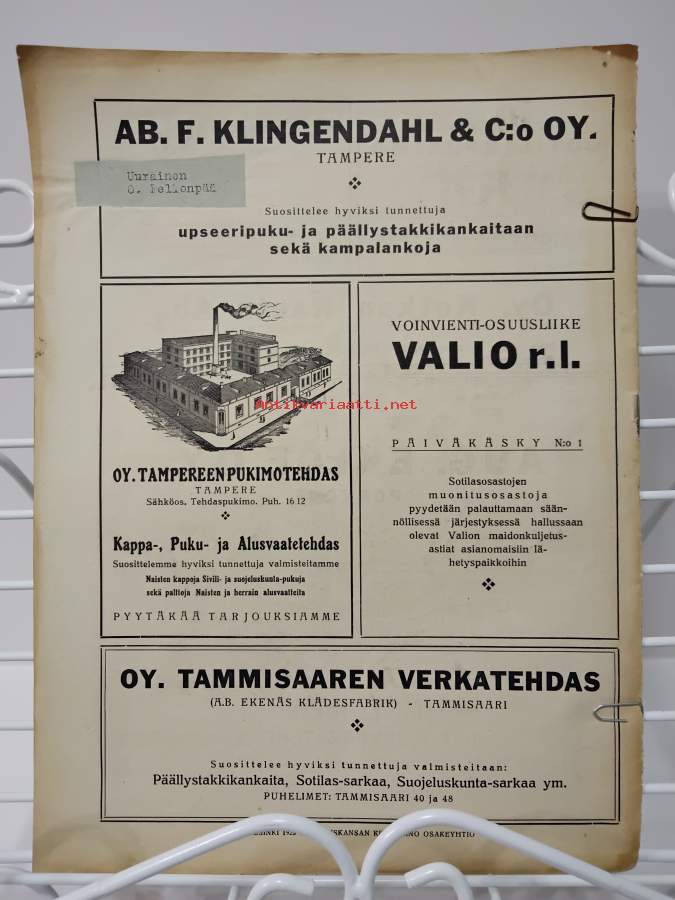 AB. F. KLINGENDAHL & C:o OY.
TAMPERE
Uurainen
O. Pellonpää
Suosittelee hyviksi tunnettuja
upseeripuku- ja päällystakkikankaitaan
sekä kampalankoja
OY. TAMPEREEN PUKIMOTEHDAS
TAMPERE
Sähköos. Tehdaspukimo. Puh. 16 12
Kappa-, Puku- ja Alusvaatetehdas
Suosittelemme hyviksi tunnettuja valmisteitamme
Naisten kappoja Siviili- ja suojeluskunta-pukuja
sekä palttoja Naisten ja herrain alusvaatteita
PYYTÄKÄÄ TARJOUKSIAMME
VOINVIENTI-OSUUSLIIKE
VALIO r.l.
PÄIVÄKÄSKY N:o 1
Sotilasosastojen
muonitusosastoja
pyydetään palauttamaan sään-
nöllisessä järjestyksessä hallussaan
olevat Valion maidonkuljetus-
astiat asianomaisiin lä-
hetyspaikkoihin
Antikvariaatti.net
OY. TAMMISAAREN VERKATEHDAS
(A.B. EKENÄS KLÄDESFABRIK) - TAMMISAARI
Suosittelee hyviksi tunnettuja valmisteitaan:
Päällystakkikankaita, Sotilas-sarkaa, Suojeluskunta-sarkaa ym.
PUHELIMET: TAMMISAARI 40 ja 48
OSAKEYHTIÖ